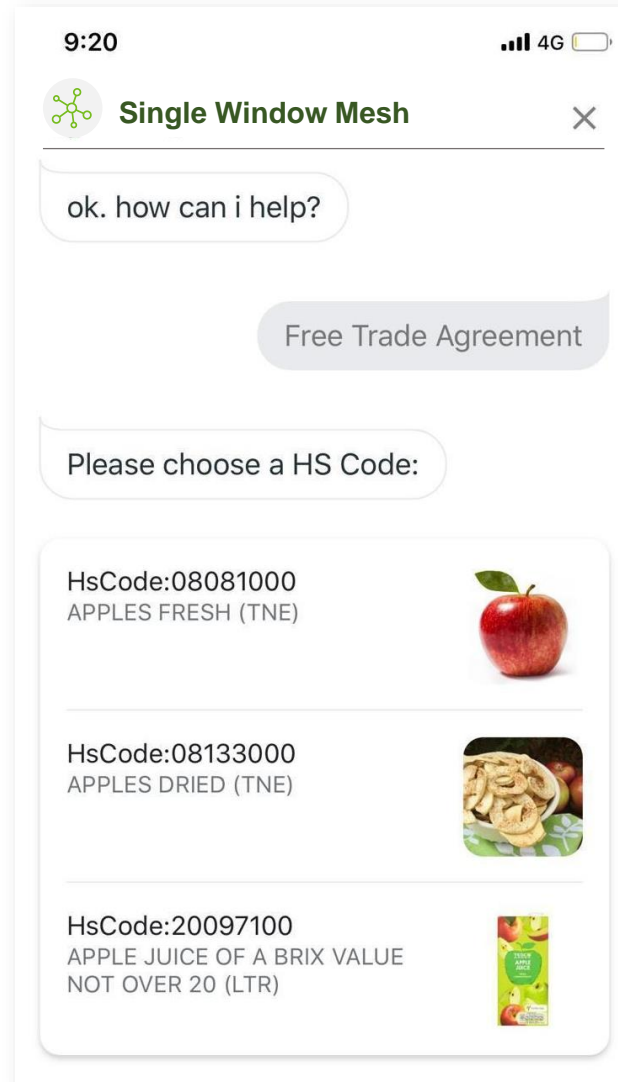 9:20
4G
Single Window Mesh
ok. how can i help?
Free Trade Agreement
Please choose a HS Code:
HsCode:08081000
APPLES FRESH (TNE)
HsCode:08133000
APPLES DRIED (TNE)
HsCode:20097100
APPLE JUICE OF A BRIX VALUE
NOT OVER 20 (LTR)
APPLE
JUICE